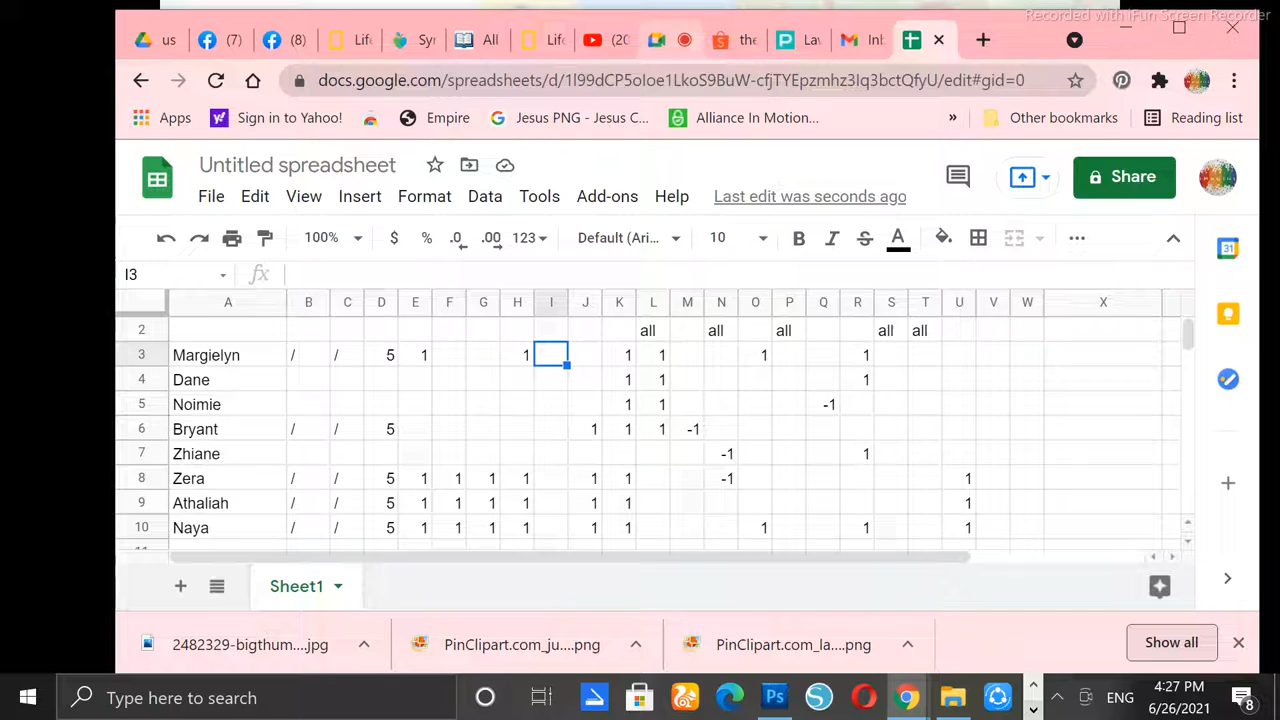 Recorded with iFun Screen Recorder
us (7) (8) Life Syn All Life (20 the La Inb
docs.google.com/spreadsheets/d/1l99dCP5oIoe1LkoS9BuW-cfjTYEpzmhz3Iq3bctQfyU/edit#gid=0
Apps Sign in to Yahoo! Empire Jesus PNG - Jesus C... Alliance In Motion... » Other bookmarks Reading list
Untitled spreadsheet
Share
File Edit View Insert Format Data Tools Add-ons Help Last edit was seconds ago
100% $ % .0 .00 123 Default (Ari... 10 B I S A
31
I3 fx
A B C D E F G H I J K L M N O P Q R S T U V W X
2 all all all all all
3 Margielyn / / 5 1 1 1 1 1 1
4 Dane 1 1 1
5 Noimie 1 1 -1
6 Bryant / / 5 1 1 1 -1
7 Zhiane -1 1
8 Zera / / 5 1 1 1 1 1 1 -1 1
9 Athaliah / / 5 1 1 1 1 1 1 1
10 Naya / / 5 1 1 1 1 1 1 1 1 1
Sheet1
2482329-bigthum....jpg PinClipart.com_ju....png PinClipart.com_la....png Show all
Type here to search Ps ENG 4:27 PM
6/26/2021 8